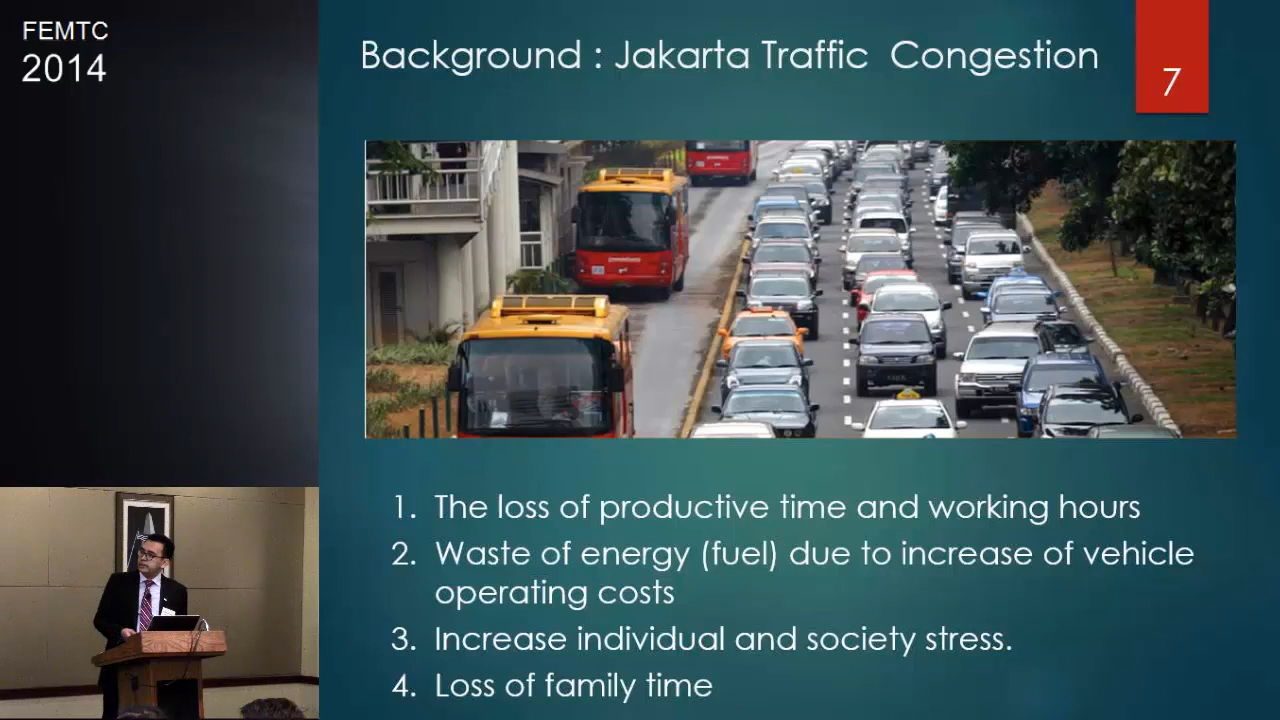 FEMTC
2014
Background : Jakarta Traffic Congestion
7
1. The loss of productive time and working hours
2. Waste of energy (fuel) due to increase of vehicle
operating costs
3. Increase individual and society stress.
4. Loss of family time